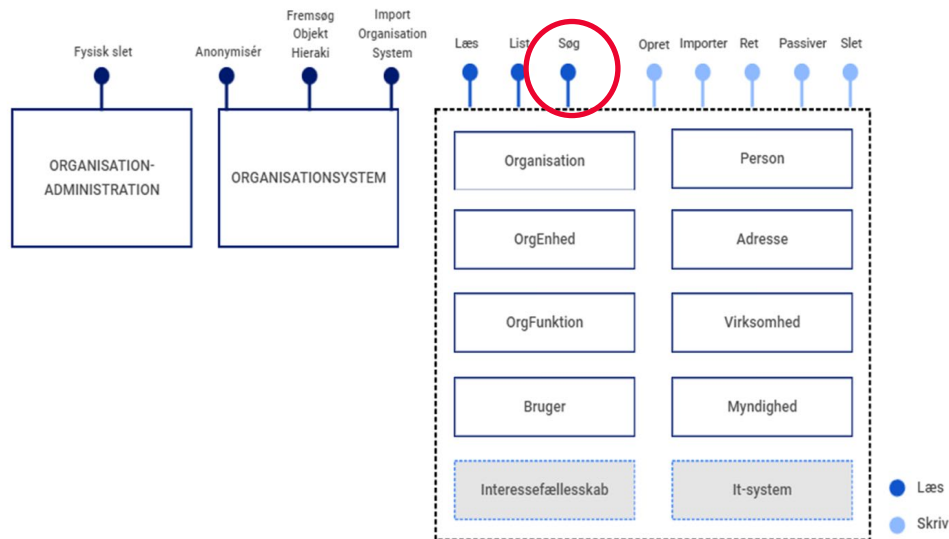 Fysisk slet
Anonymisér
Fremsøg
Objekt
Hieraki
Import
Organisation
System
Læs
List
Søg
Opret
Importer
Ret
Passiver
Slet
ORGANISATION-
ADMINISTRATION
ORGANISATIONSYSTEM
Organisation
Person
OrgEnhed
Adresse
OrgFunktion
Virksomhed
Bruger
Myndighed
Interessefællesskab
It-system
Læs
Skriv